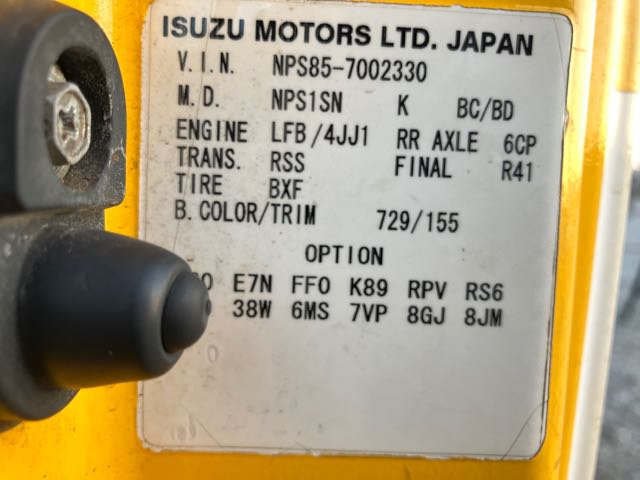 ISUZU MOTORS LTD. JAPAN
V.I.N. NPS85-7002330
M.D. NPS1SN K BC/BD
ENGINE LFB/4JJ1 RR AXLE 6CP
TRANS. RSS FINAL R41
TIRE BXF
B.COLOR/TRIM 729/155
OPTION
E7N FF0 K89 RPV RS6
38W 6MS 7VP 8GJ 8JM